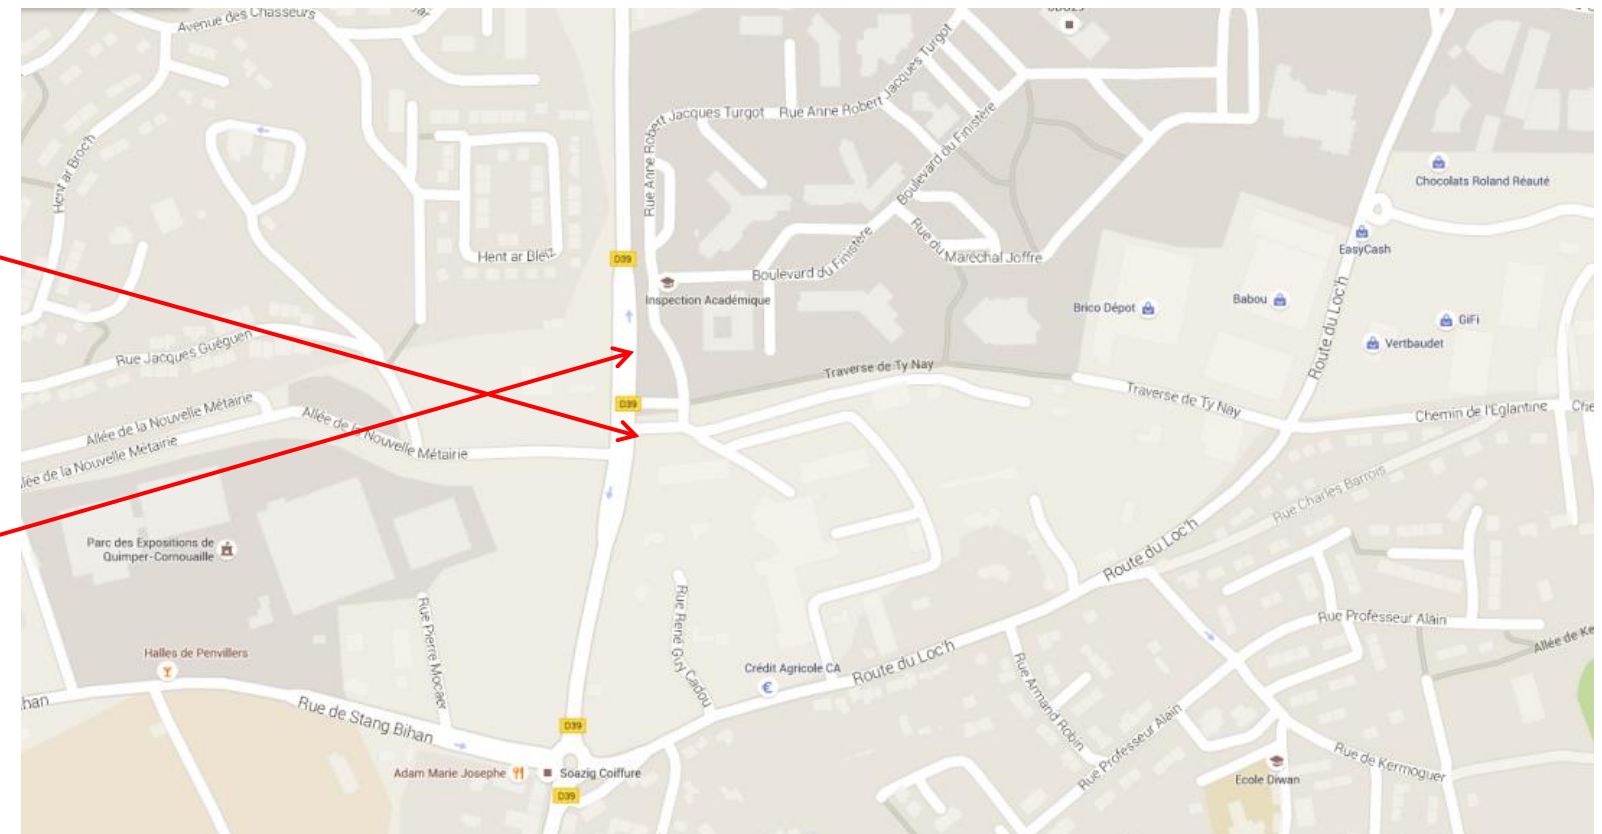 Avenue des Chasseurs
Hent ar Broc'h
Hent ar Bleiz
Rue Anne Robert Jacques Turgot
Rue Anne Robert Jacques Turgot
Boulevard du Finistère
Boulevard du Finistère
Rue du Maréchal Joffre
D39
Inspection Académique
Chocolats Roland Réauté
EasyCash
Brico Dépot
Babou
GiFi
Vertbaudet
Route du Loc'h
Rue Jacques Guéguen
Traverse de Ty Nay
Traverse de Ty Nay
Chemin de l'Eglantine
Che
D39
Allée de la Nouvelle Métairie
Allée de la Nouvelle Métairie
lée de la Nouvelle Métairie
Rue Charles Barrois
Parc des Expositions de
Quimper-Cornouaille
Route du Loc'h
Rue Pierre Mocaer
Rue René Guy Cadou
Rue Professeur Alain
Allée de Ke
Halles de Penvillers
Crédit Agricole CA
Route du Loc'h
Rue Armand Robin
Rue Professeur Alain
han
Rue de Stang Bihan
D39
Rue de Kermoguer
Adam Marie Josephe
Soazig Coiffure
Ecole Diwan
D39